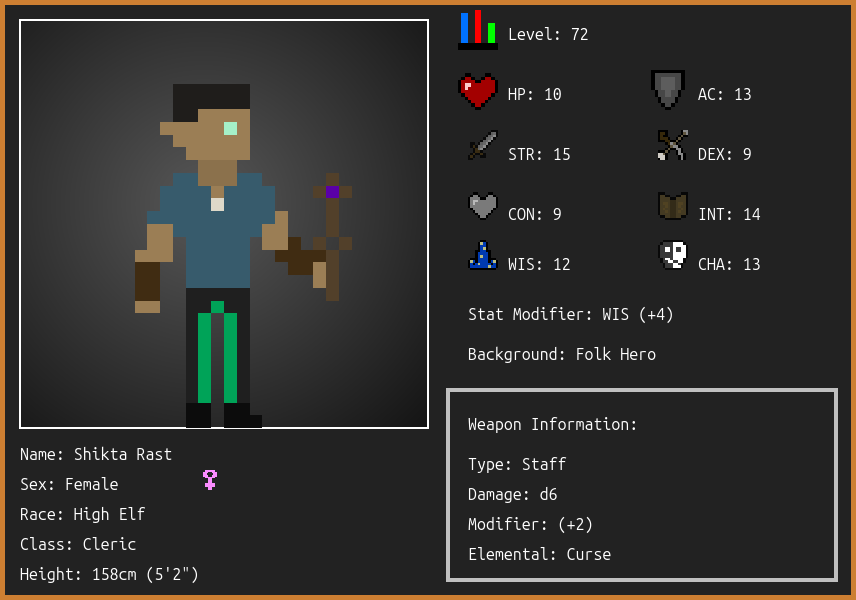 Level: 72
HP: 10
AC: 13
STR: 15
DEX: 9
CON: 9
INT: 14
WIS: 12
CHA: 13
Stat Modifier: WIS (+4)
Background: Folk Hero
Weapon Information:
Type: Staff
Damage: d6
Modifier: (+2)
Elemental: Curse
Name: Shikta Rast
Sex: Female
Race: High Elf
Class: Cleric
Height: 158cm (5'2")